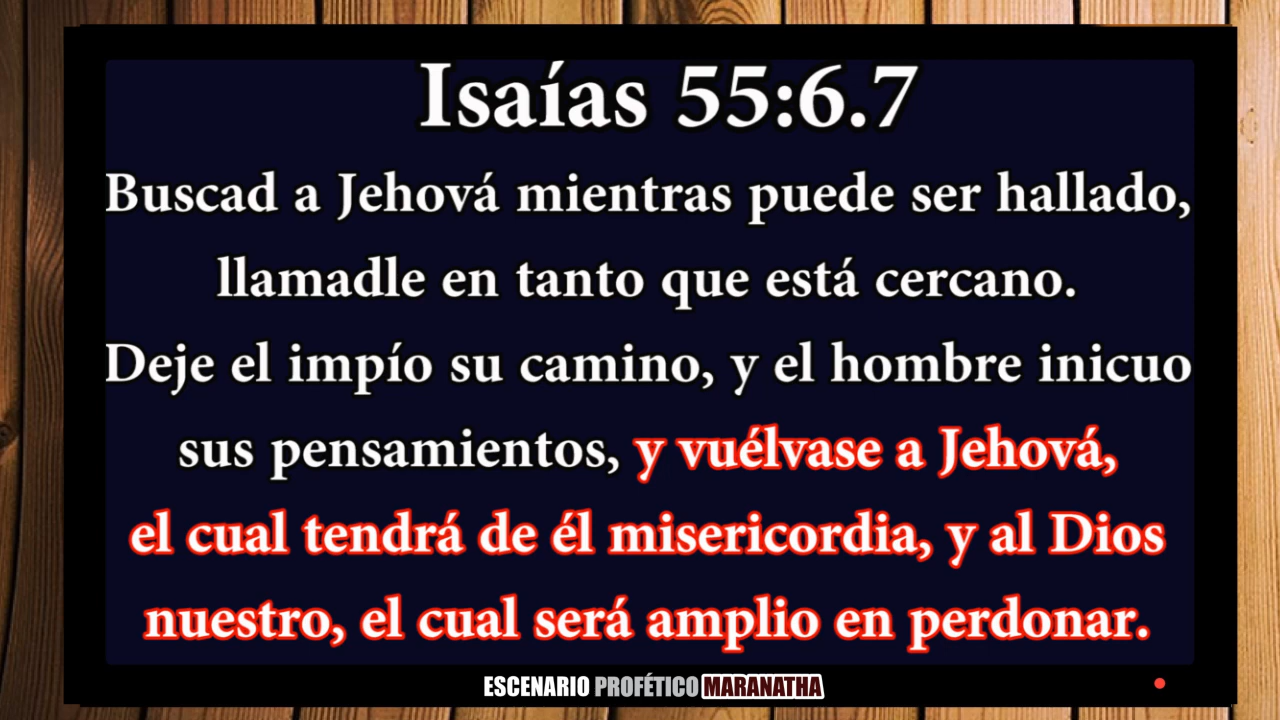 Isaías 55:6.7
Buscad a Jehová mientras puede ser hallado,
llamadle en tanto que está cercano.
Deje el impío su camino, y el hombre inicuo
sus pensamientos, y vuélvase a Jehová,
el cual tendrá de él misericordia, y al Dios
nuestro, el cual será amplio en perdonar.
ESCENARIO PROFÉTICO MARANATHA